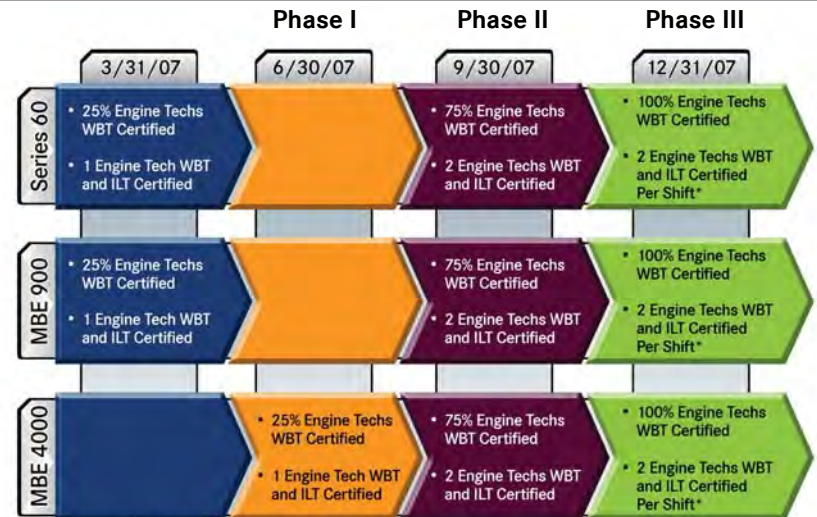 Phase I
Phase II
Phase III
3/31/07
6/30/07
9/30/07
12/31/07
Series 60
• 25% Engine Techs
WBT Certified
• 1 Engine Tech WBT
and ILT Certified
• 75% Engine Techs
WBT Certified
• 2 Engine Techs WBT
and ILT Certified
• 100% Engine Techs
WBT Certified
• 2 Engine Techs WBT
and ILT Certified
Per Shift*
MBE 900
• 25% Engine Techs
WBT Certified
• 1 Engine Tech WBT
and ILT Certified
• 75% Engine Techs
WBT Certified
• 2 Engine Techs WBT
and ILT Certified
• 100% Engine Techs
WBT Certified
• 2 Engine Techs WBT
and ILT Certified
Per Shift*
MBE 4000
• 25% Engine Techs
WBT Certified
• 1 Engine Tech WBT
and ILT Certified
• 75% Engine Techs
WBT Certified
• 2 Engine Techs WBT
and ILT Certified
• 100% Engine Techs
WBT Certified
• 2 Engine Techs WBT
and ILT Certified
Per Shift*